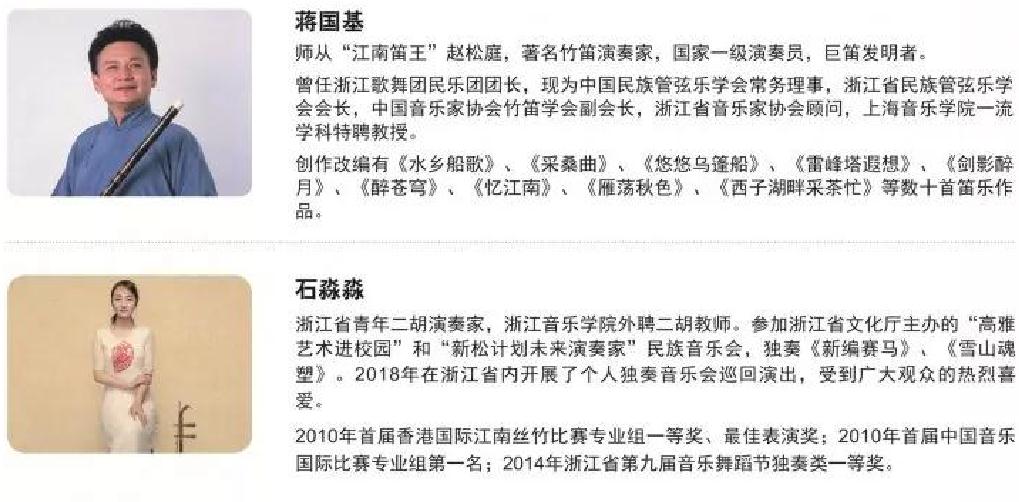 蒋国基
师从“江南笛王”赵松庭，著名竹笛演奏家，国家一级演奏员，巨笛发明者。
曾任浙江歌舞团民乐团团长，现为中国民族管弦乐学会常务理事，浙江省民族管弦乐学
会会长，中国音乐家协会竹笛学会副会长，浙江省音乐家协会顾问，上海音乐学院一流
学科特聘教授。
创作改编有《水乡船歌》、《采桑曲》、《悠悠乌篷船》、《雷峰塔遐想》、《剑影醉
月》、《醉苍穹》、《忆江南》、《雁荡秋色》、《西子湖畔采茶忙》等数十首笛乐作
品。
石淼淼
浙江省青年二胡演奏家，浙江音乐学院外聘二胡教师。参加浙江省文化厅主办的“高雅
艺术进校园”和“新松计划未来演奏家”民族音乐会，独奏《新编赛马》、《雪山魂
塑》。2018年在浙江省内开展了个人独奏音乐会巡回演出，受到广大观众的热烈喜
爱。
2010年首届香港国际江南丝竹比赛专业组一等奖、最佳表演奖；2010年首届中国音乐
国际比赛专业组第一名；2014年浙江省第九届音乐舞蹈节独奏类一等奖。